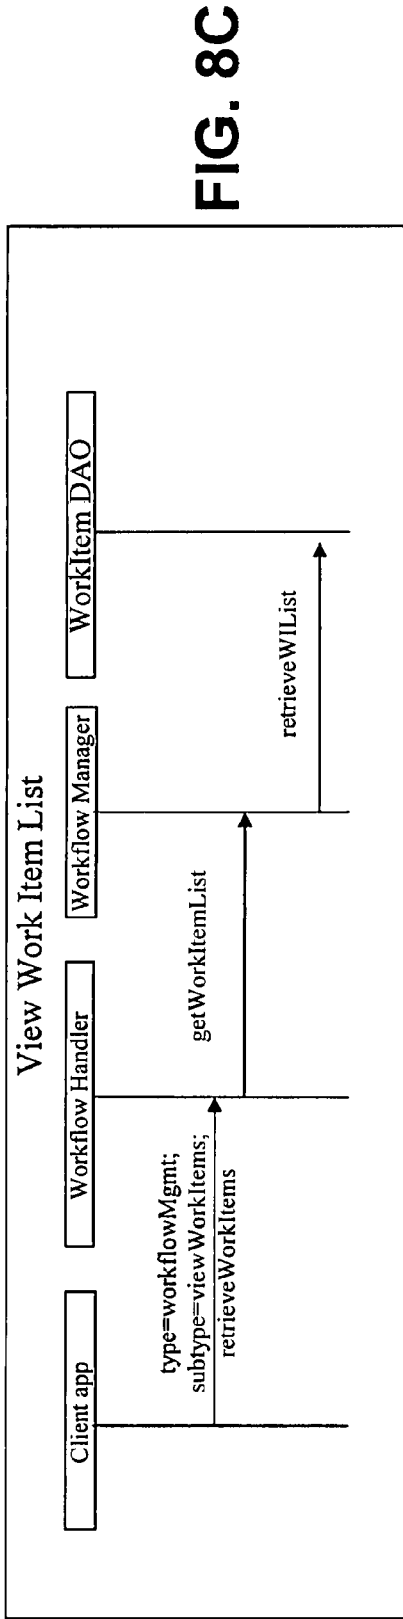 View Work Item List
Client app
Workflow Handler
Workflow Manager
WorkItem DAO
type=workflowMgmt;
subtype=viewWorkItems;
retrieveWorkItems
getWorkItemList
retrieveWIList
FIG. 8C